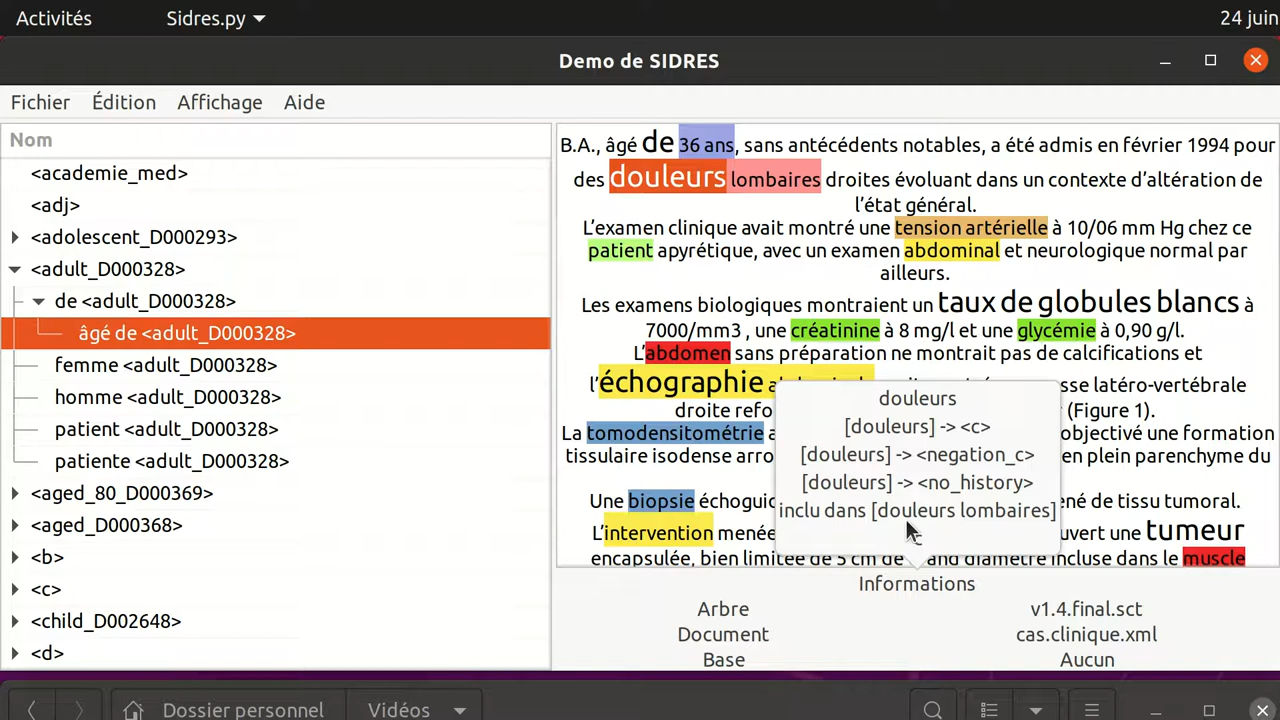 Activités
Sidres.py
24 juin
Demo de SIDRES
Fichier
Édition
Affichage
Aide
Nom
<academie_med>
<adj>
<adolescent_D000293>
<adult_D000328>
de <adult_D000328>
âgé de <adult_D000328>
femme <adult_D000328>
homme <adult_D000328>
patient <adult_D000328>
patiente <adult_D000328>
<aged_80_D000369>
<aged_D000368>
<b>
<c>
<child_D002648>
<d>
B.A., âgé de 36 ans, sans antécédents notables, a été admis en février 1994 pour
des douleurs lombaires droites évoluant dans un contexte d’altération de
l’état général.
L’examen clinique avait montré une tension artérielle à 10/06 mm Hg chez ce
patient apyrétique, avec un examen abdominal et neurologique normal par
ailleurs.
Les examens biologiques montraient un taux de globules blancs à
7000/mm3 , une créatinine à 8 mg/l et une glycémie à 0,90 g/l.
L’abdomen sans préparation ne montrait pas de calcifications et
l’échographie latéro-vertébrale
droite (Figure 1).
La tomodensitométrie objectivé une formation
tissulaire isodense en plein parenchyme du
Une biopsie de tissu tumoral.
L’intervention une tumeur
encapsulée, bien limitée de 5 cm de diamètre incluse dans le muscle
douleurs
[douleurs] -> <c>
[douleurs] -> <negation_c>
[douleurs] -> <no_history>
inclu dans [douleurs lombaires]
Informations
Arbre v1.4.final.sct
Document cas.clinique.xml
Base Aucun
Dossier personnel
Vidéos